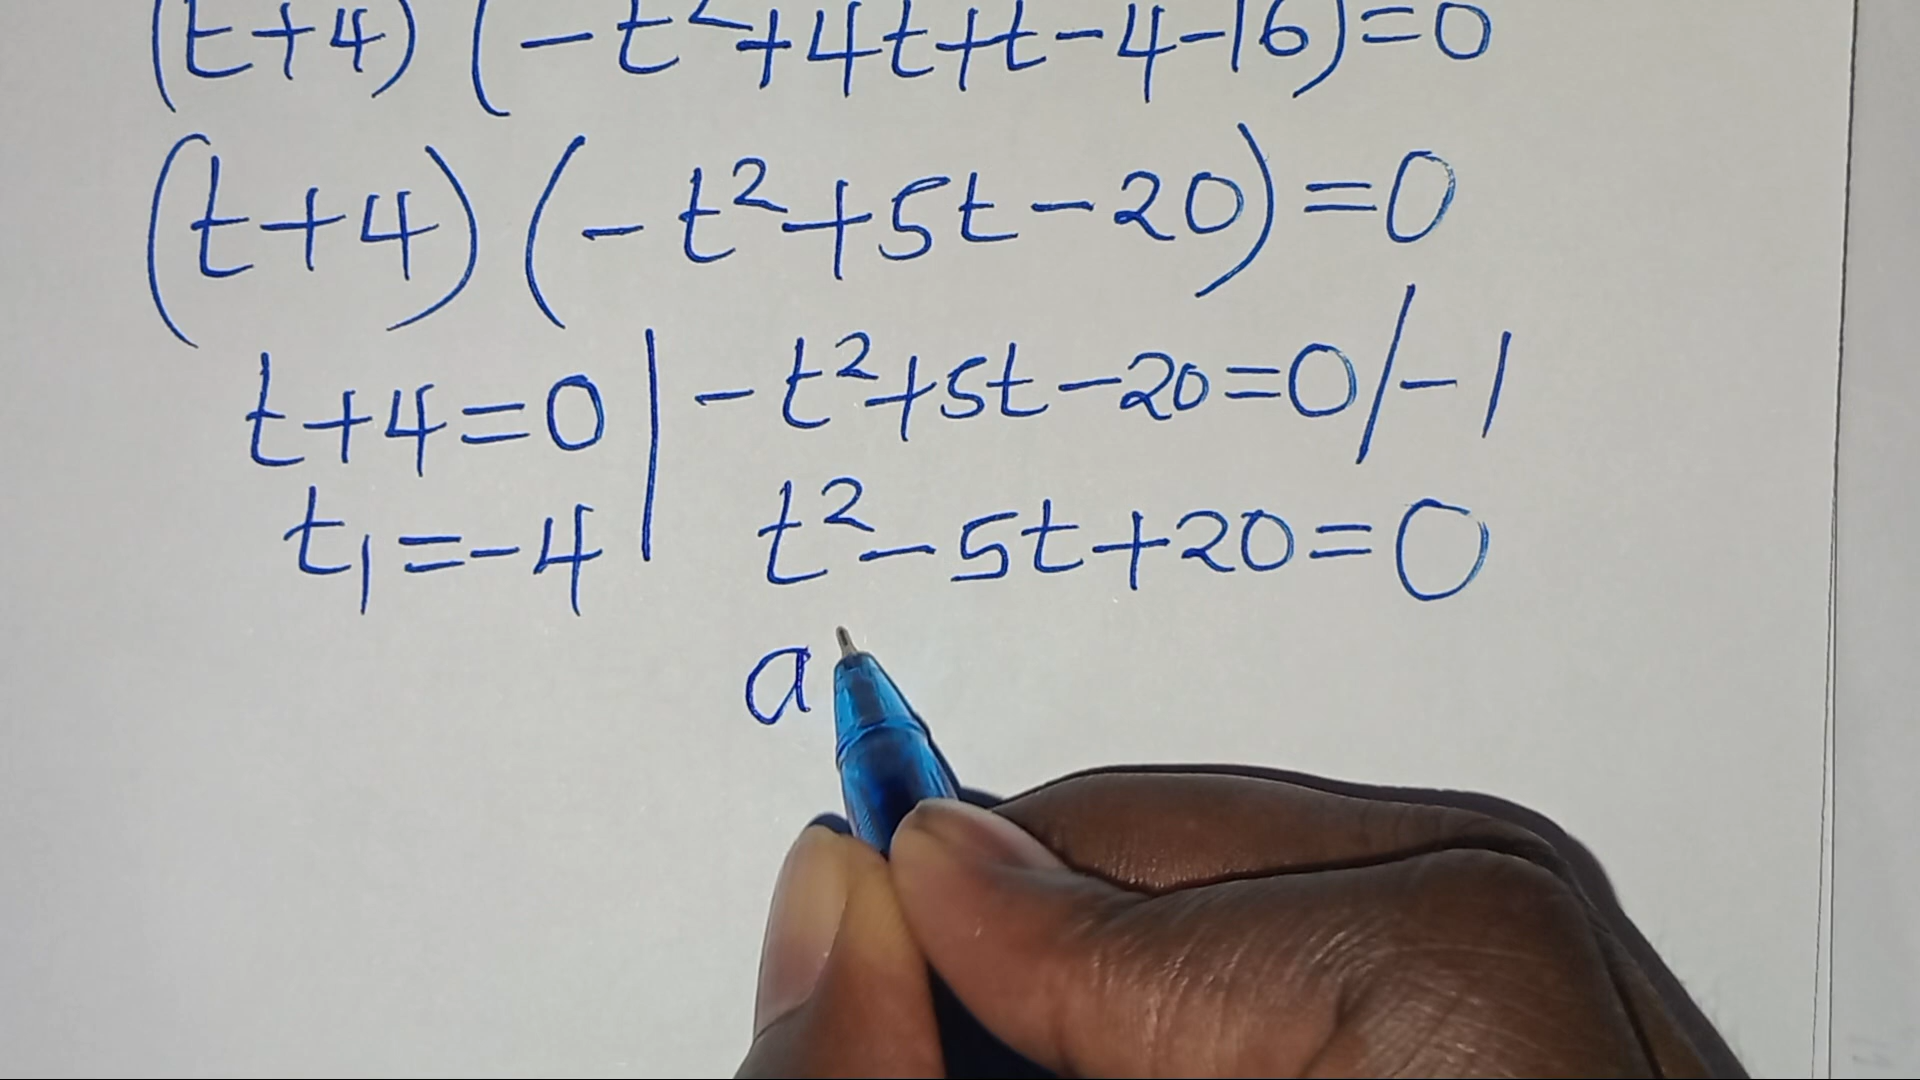 (t+4) (-t²+4t+t-4-16)=0
(t+4) (-t²+5t-20)=0
t+4=0 | -t²+5t-20=0/-1
t₁=-4 | t²-5t+20=0
a